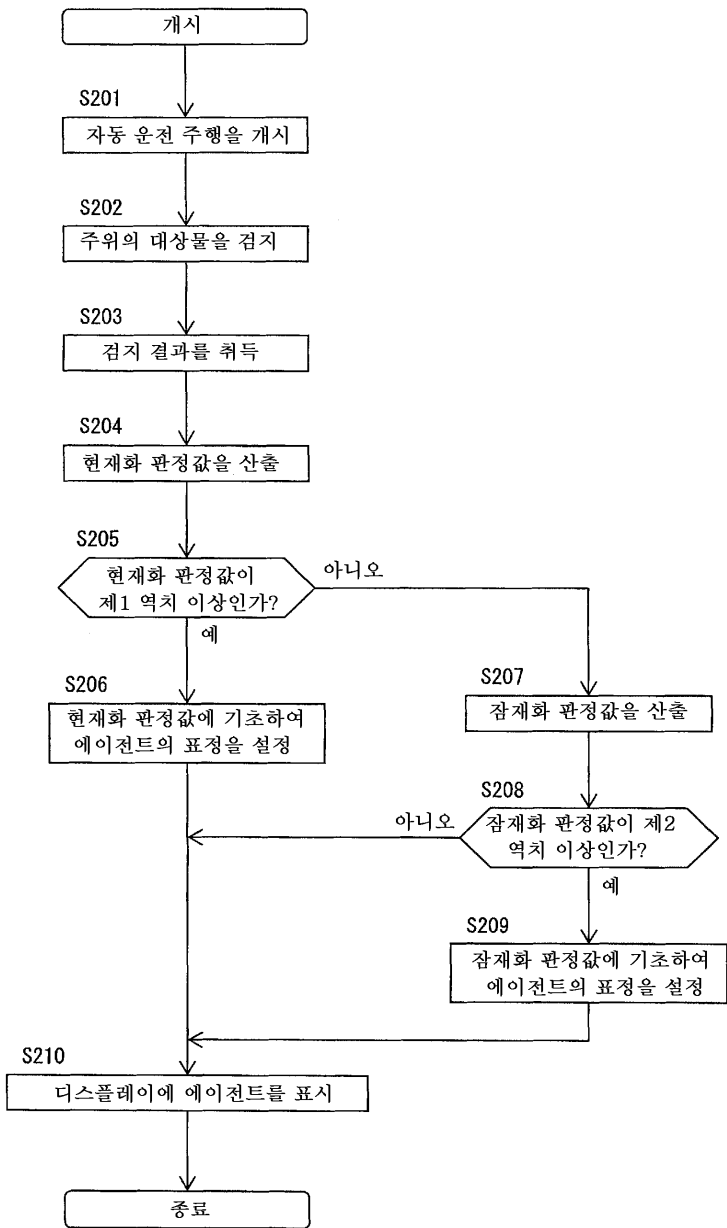 개시
S201
자동 운전 주행을 개시
S202
주위의 대상물을 검지
S203
검지 결과를 취득
S204
현재화 판정값을 산출
S205
현재화 판정값이
제1 역치 이상인가?
아니오
예
S206
현재화 판정값에 기초하여
에이전트의 표정을 설정
S207
잠재화 판정값을 산출
S208
잠재화 판정값이 제2
역치 이상인가?
아니오
예
S209
잠재화 판정값에 기초하여
에이전트의 표정을 설정
S210
디스플레이에 에이전트를 표시
종료